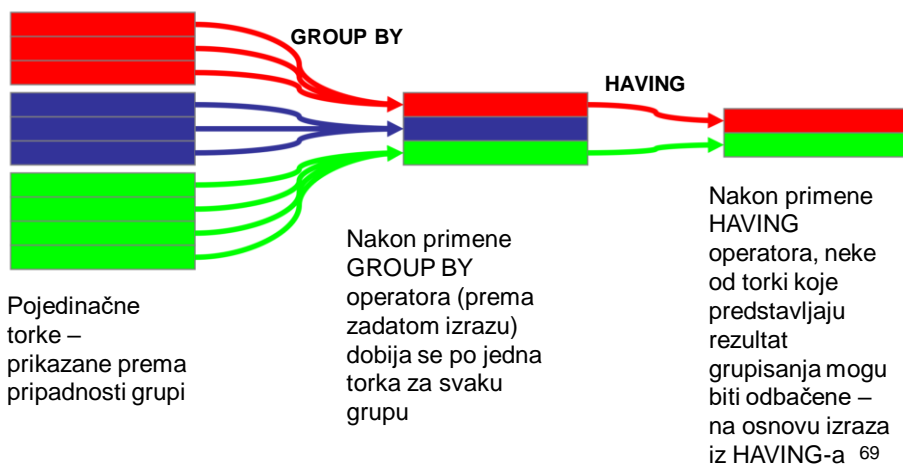 GROUP BY
HAVING
Pojedinačne
torke –
prikazane prema
pripadnosti grupi
Nakon primene
GROUP BY
operatora (prema
zadatom izrazu)
dobija se po jedna
torka za svaku
grupu
Nakon primene
HAVING
operatora, neke
od torki koje
predstavljaju
rezultat
grupisanja mogu
biti odbačene –
na osnovu izraza
iz HAVING-a 69